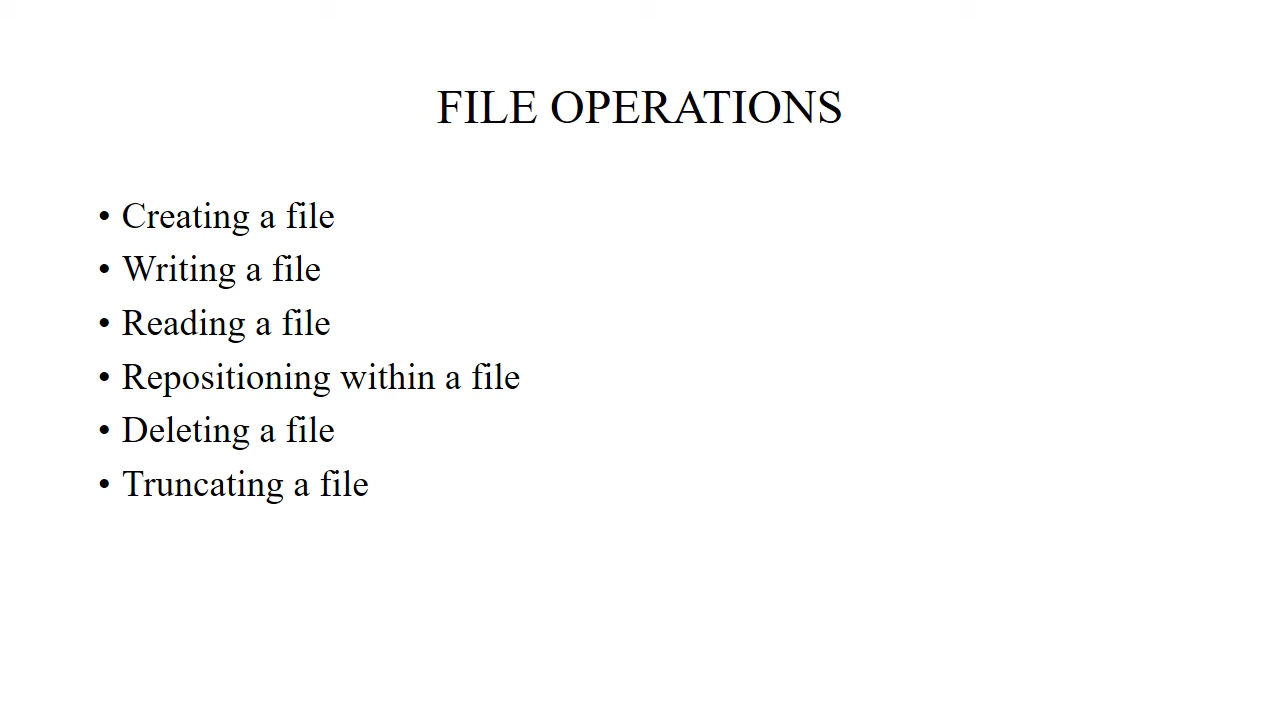 FILE OPERATIONS
• Creating a file
• Writing a file
• Reading a file
• Repositioning within a file
• Deleting a file
• Truncating a file